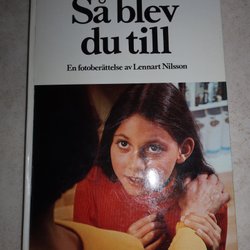 Så blev
du till
En fotoberättelse av Lennart Nilsson